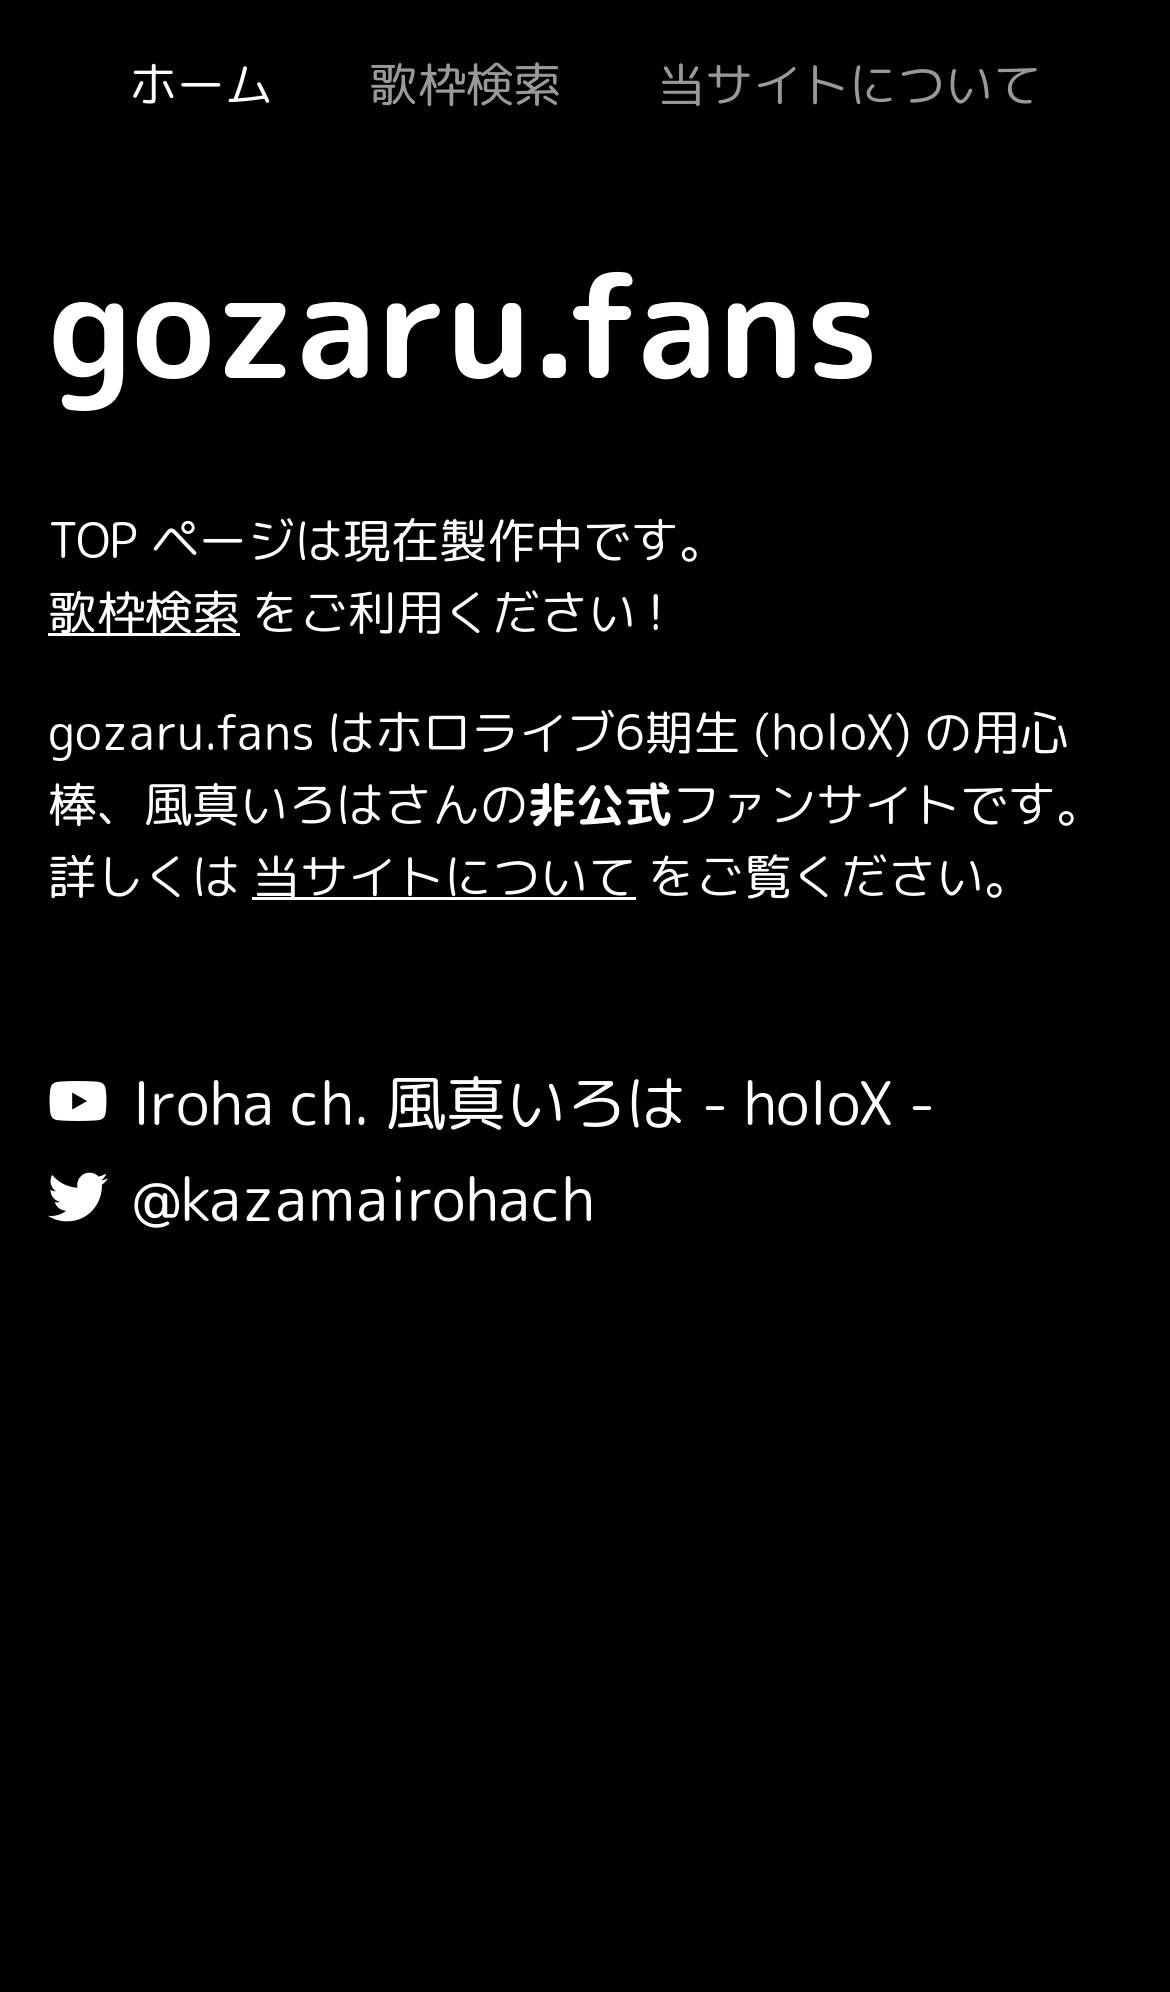 ホーム 歌枠検索 当サイトについて
gozaru.fans
TOP ページは現在製作中です。
歌枠検索 をご利用ください！
gozaru.fans はホロライブ6期生 (holoX) の用心
棒、風真いろはさんの非公式ファンサイトです。
詳しくは 当サイトについて をご覧ください。
Iroha ch. 風真いろは - holoX -
@kazamairohach